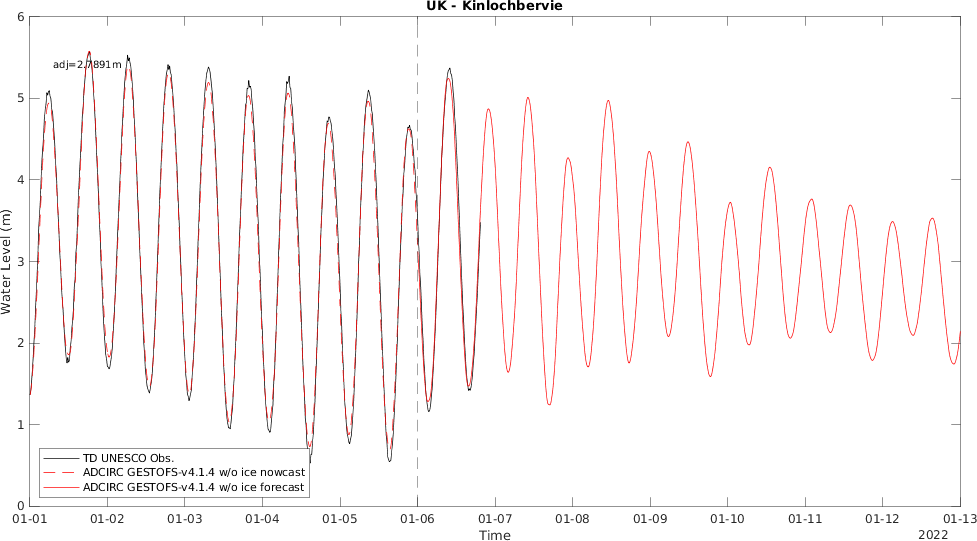 UK - Kinlochbervie
6
5
4
3
2
1
0
Water Level (m)
adj=2.7891m
TD UNESCO Obs.
ADCIRC GESTOFS-v4.1.4 w/o ice nowcast
ADCIRC GESTOFS-v4.1.4 w/o ice forecast
01-01 01-02 01-03 01-04 01-05 01-06 01-07 01-08 01-09 01-10 01-11 01-12 01-13
Time
2022